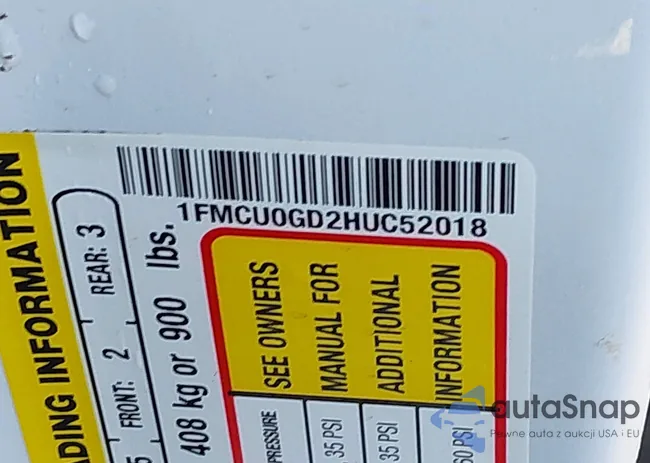 1FMCU0GD2HUC52018
ADING INFORMATION
FRONT: 2 REAR: 3
408 kg or 900 lbs.
SEE OWNERS
MANUAL FOR
ADDITIONAL
INFORMATION
PRESSURE
35 PSI
35 PSI
60 PSI
autaSnap
Pewne auta z aukcji USA i EU